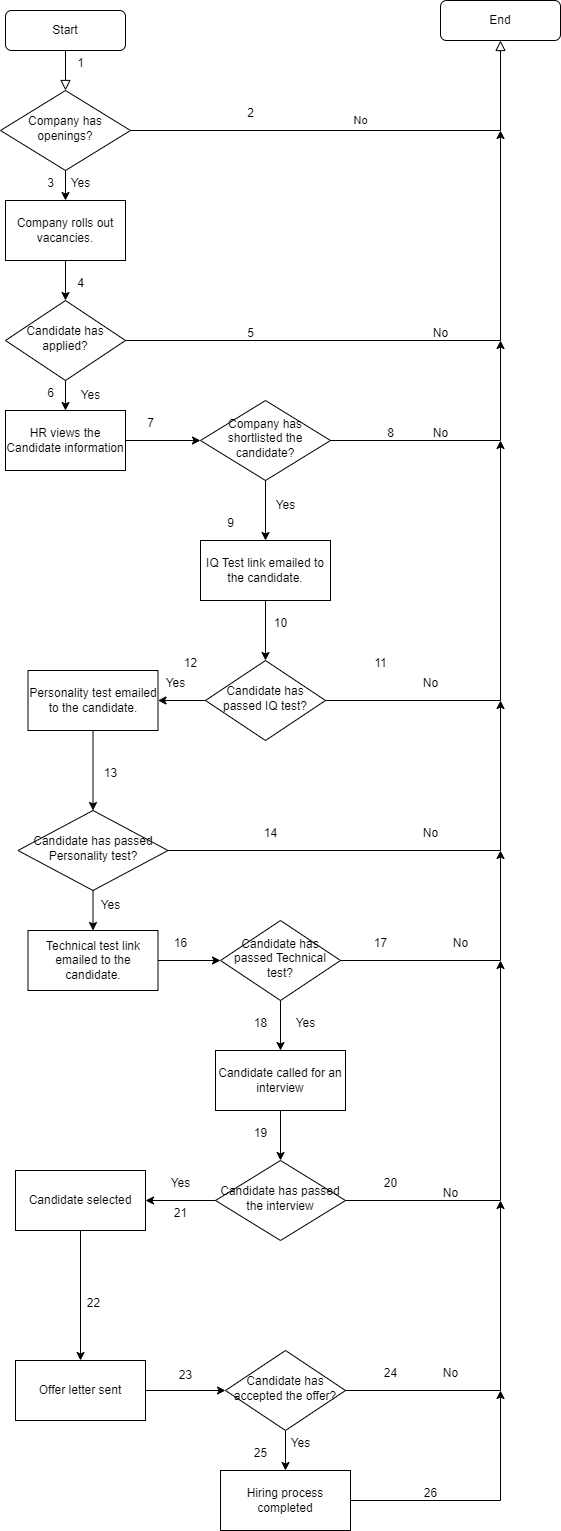 Start
End
1
Company has
openings?
2
No
3
Yes
Company rolls out
vacancies.
4
Candidate has
applied?
5
No
6
Yes
HR views the
Candidate information
7
Company has
shortlisted the
candidate?
8
No
Yes
9
IQ Test link emailed to
the candidate.
10
12
11
Yes
No
Personality test emailed
to the candidate.
Candidate has
passed IQ test?
13
14
No
Candidate has passed
Personality test?
Yes
Technical test link
emailed to the
candidate.
16
Candidate has
passed Technical
test?
17
No
18
Yes
Candidate called for an
interview
19
Yes
20
No
Candidate selected
Candidate has passed
the interview
21
22
Offer letter sent
23
Candidate has
accepted the offer?
24
No
Yes
25
Hiring process
completed
26